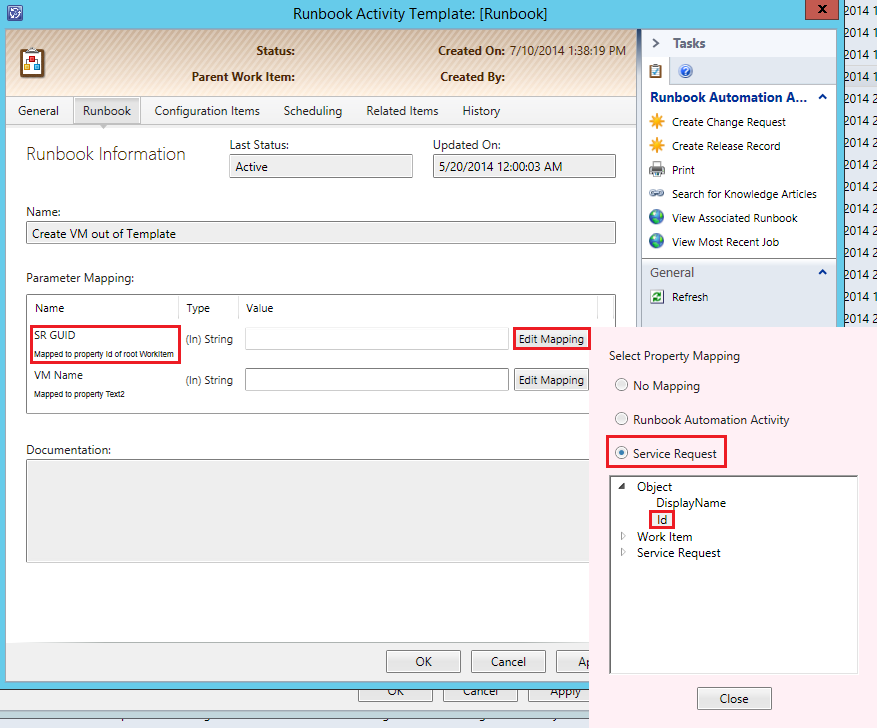 Runbook Activity Template: [Runbook]
X
Status:
Created On: 7/10/2014 1:38:19 PM
Parent Work Item:
Created By:
General Runbook Configuration Items Scheduling Related Items History
Runbook Information
Last Status:
Active
Updated On:
5/20/2014 12:00:03 AM
Name:
Create VM out of Template
Parameter Mapping:
Name Type Value
SR GUID
Mapped to property Id of root WorkItem
(In) String
Edit Mapping
VM Name
Mapped to property Text2
(In) String
Edit Mapping
Documentation:
OK Cancel Ap
OK Cancel Apply
Tasks
Runbook Automation A...
Create Change Request
Create Release Record
Print
Search for Knowledge Articles
View Associated Runbook
View Most Recent Job
General
Refresh
2014 1
2014 1
2014 1
2014 1
2014 2
2014 2
2014 2
2014 2
2014 2
2014 2
2014 2
2014 2
2014 2
2014 1
2014 2
Select Property Mapping
No Mapping
Runbook Automation Activity
Service Request
Object
DisplayName
Id
Work Item
Service Request
Close